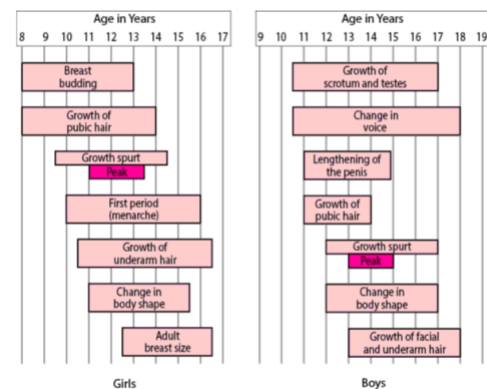 Age in Years
8 9 10 11 12 13 14 15 16 17
Breast
budding
Growth of
pubic hair
Growth spurt
Peak
First period
(menarche)
Growth of
underarm hair
Change in
body shape
Adult
breast size
Girls
Age in Years
9 10 11 12 13 14 15 16 17 18 19
Growth of
scrotum and testes
Change in
voice
Lengthening of
the penis
Growth of
pubic hair
Growth spurt
Peak
Change in
body shape
Growth of facial
and underarm hair
Boys